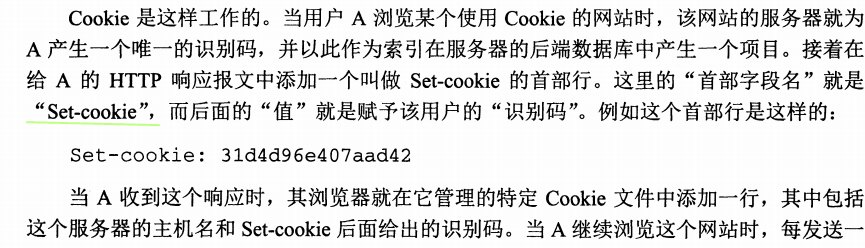 Cookie 是这样工作的。当用户 A 浏览某个使用 Cookie 的网站时，该网站的服务器就为
A 产生一个唯一的识别码，并以此作为索引在服务器的后端数据库中产生一个项目。接着在
给 A 的 HTTP 响应报文中添加一个叫做 Set-cookie 的首部行。这里的“首部字段名”就是
“Set-cookie”，而后面的“值”就是赋予该用户的“识别码”。例如这个首部行是这样的：
Set-cookie: 31d4d96e407aad42
当 A 收到这个响应时，其浏览器就在它管理的特定 Cookie 文件中添加一行，其中包括
这个服务器的主机名和 Set-cookie 后面给出的识别码。当 A 继续浏览这个网站时，每发送一